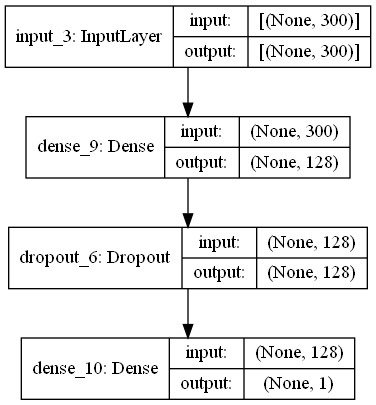 input_3: InputLayer
input: [(None, 300)]
output: [(None, 300)]
dense_9: Dense
input: (None, 300)
output: (None, 128)
dropout_6: Dropout
input: (None, 128)
output: (None, 128)
dense_10: Dense
input: (None, 128)
output: (None, 1)